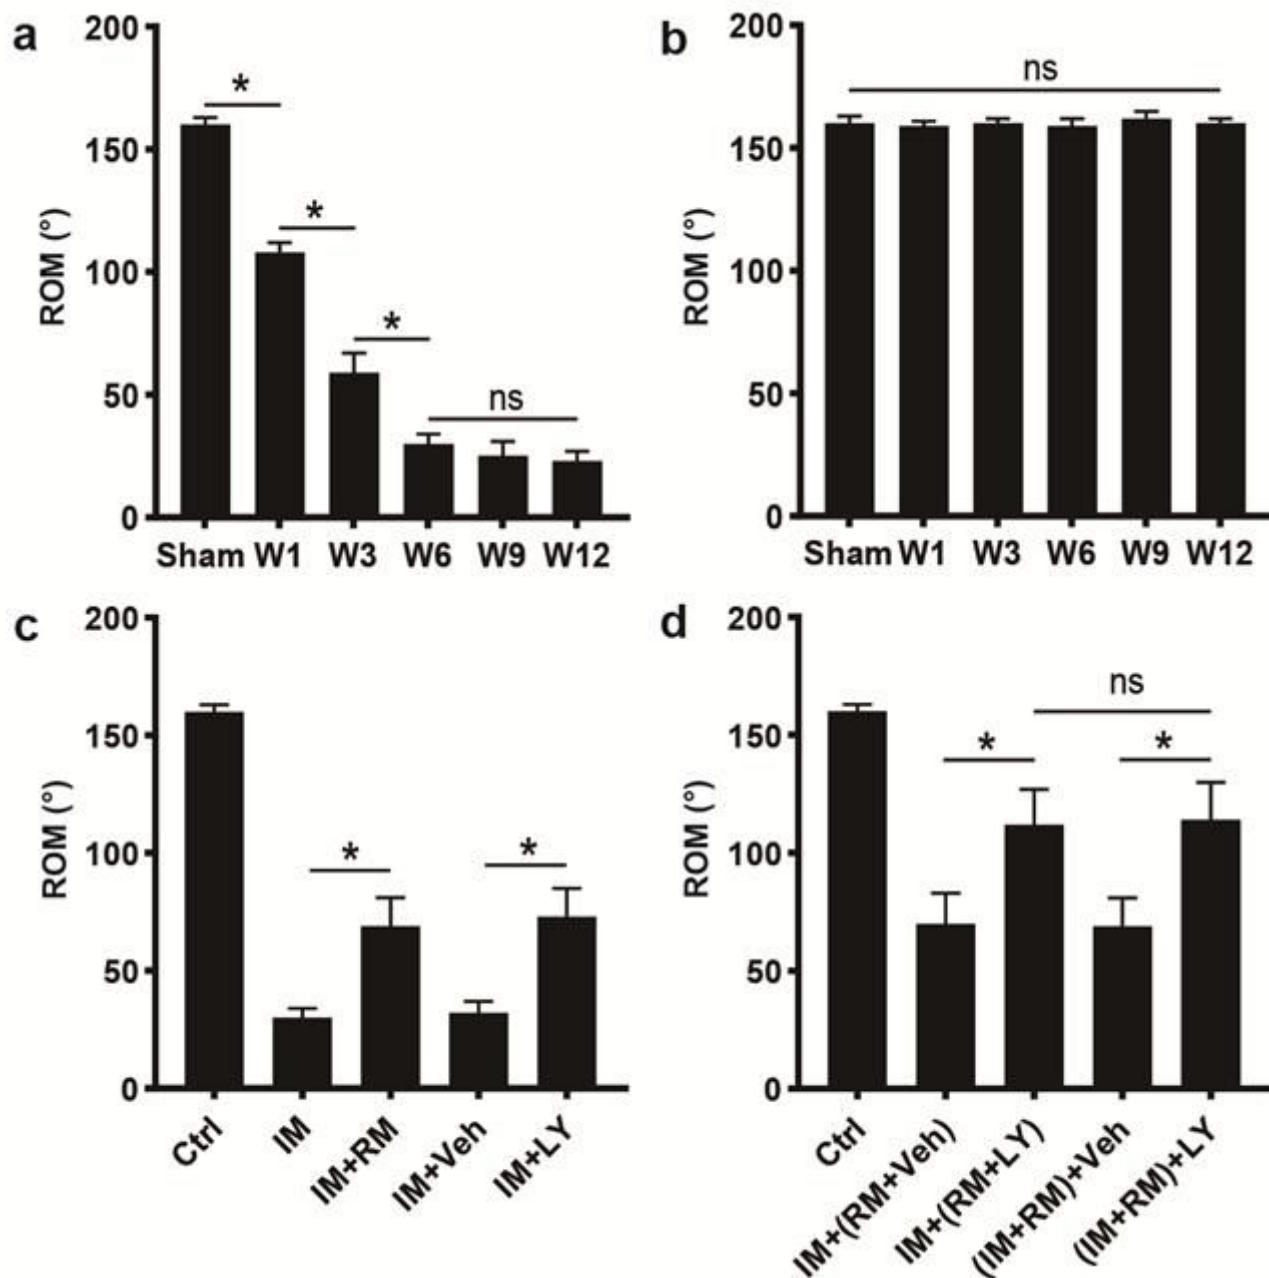 a
200
150
100
50
0
ROM (°)
*
*
*
ns
Sham W1 W3 W6 W9 W12
b
200
150
100
50
0
ROM (°)
ns
Sham W1 W3 W6 W9 W12
c
200
150
100
50
0
ROM (°)
*
*
Ctrl
IM
IM+RM
IM+Veh
IM+LY
d
200
150
100
50
0
ROM (°)
*
ns
*
Ctrl
IM+(RM+Veh)
IM+(RM+LY)
(IM+RM)+Veh
(IM+RM)+LY